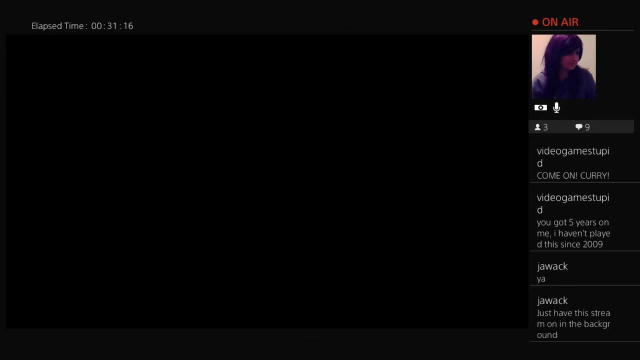 Elapsed Time : 00 : 31 : 16
ON AIR
3 9
videogamestupi
d
COME ON! CURRY!
videogamestupi
d
you got 5 years on
me, i haven't playe
d this since 2009
jawack
ya
jawack
Just have this strea
m on in the backgr
ound